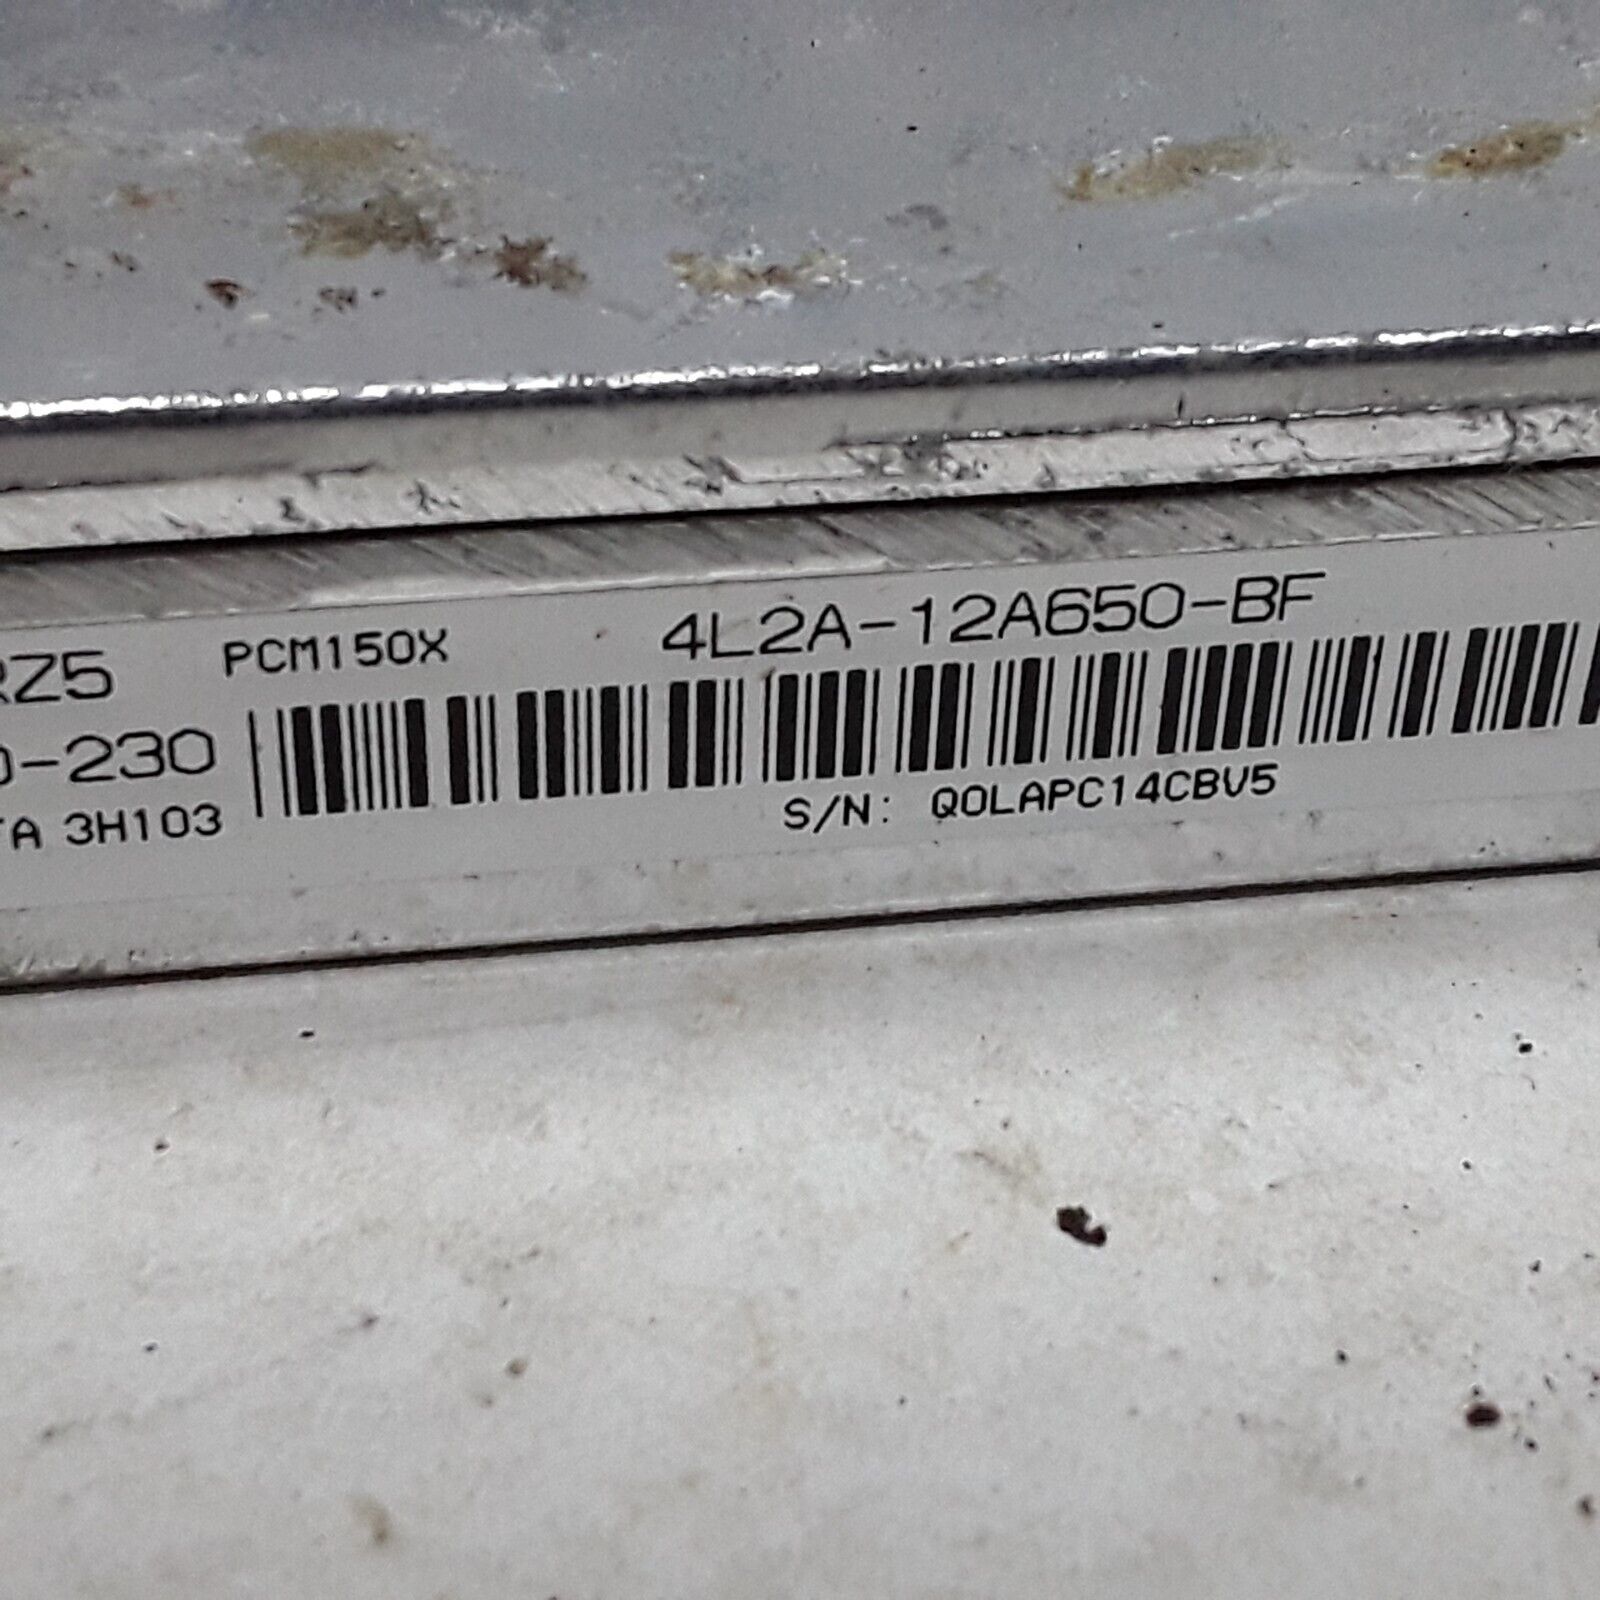 RZ5 PCM150X 4L2A-12A650-BF
0-230
TA 3H103
S/N: Q0LAPC14CBV5